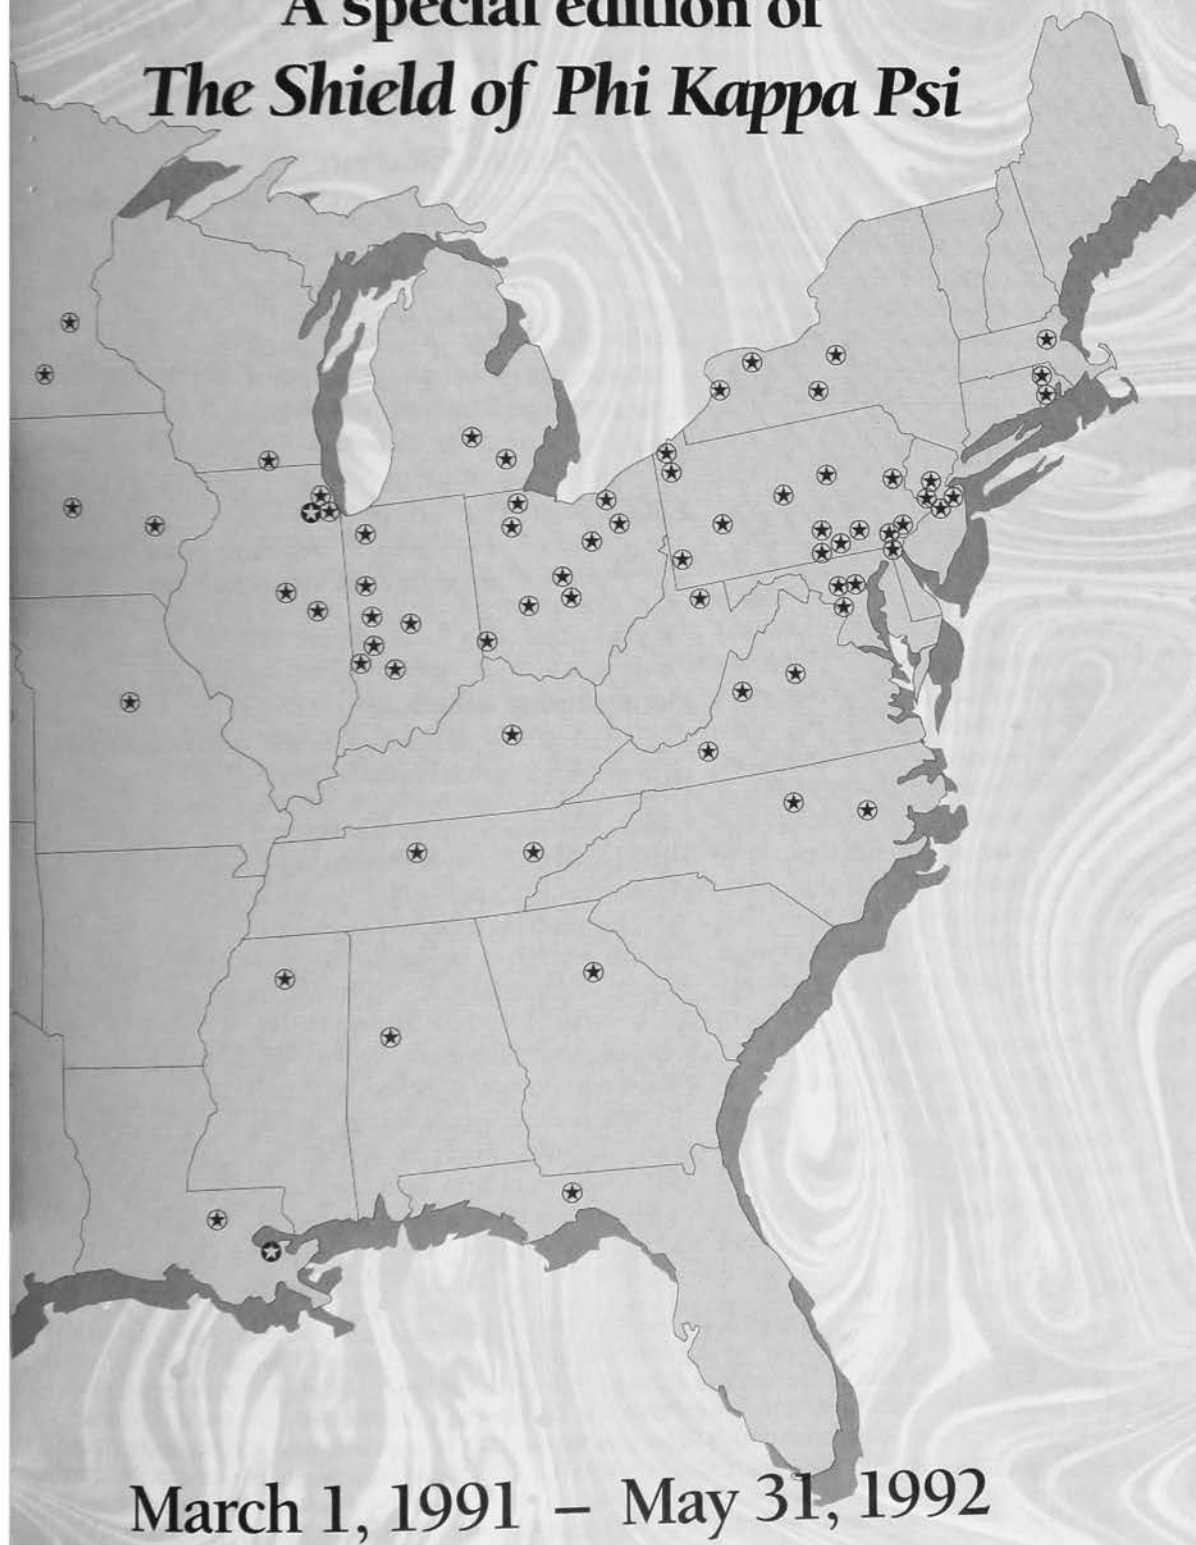 A special edition of
The Shield of Phi Kappa Psi
March 1, 1991 – May 31, 1992